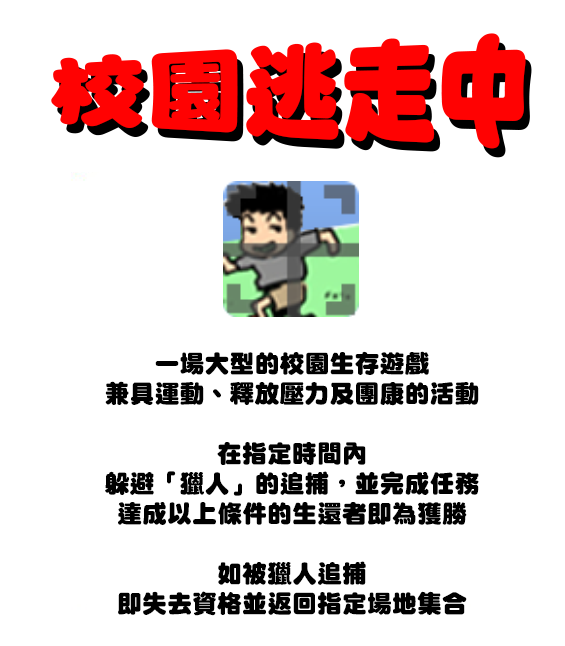 校園逃走中
一場大型的校園生存遊戲
兼具運動、釋放壓力及團康的活動
在指定時間內
躲避「獵人」的追捕，並完成任務
達成以上條件的生還者即為獲勝
如被獵人追捕
即失去資格並返回指定場地集合